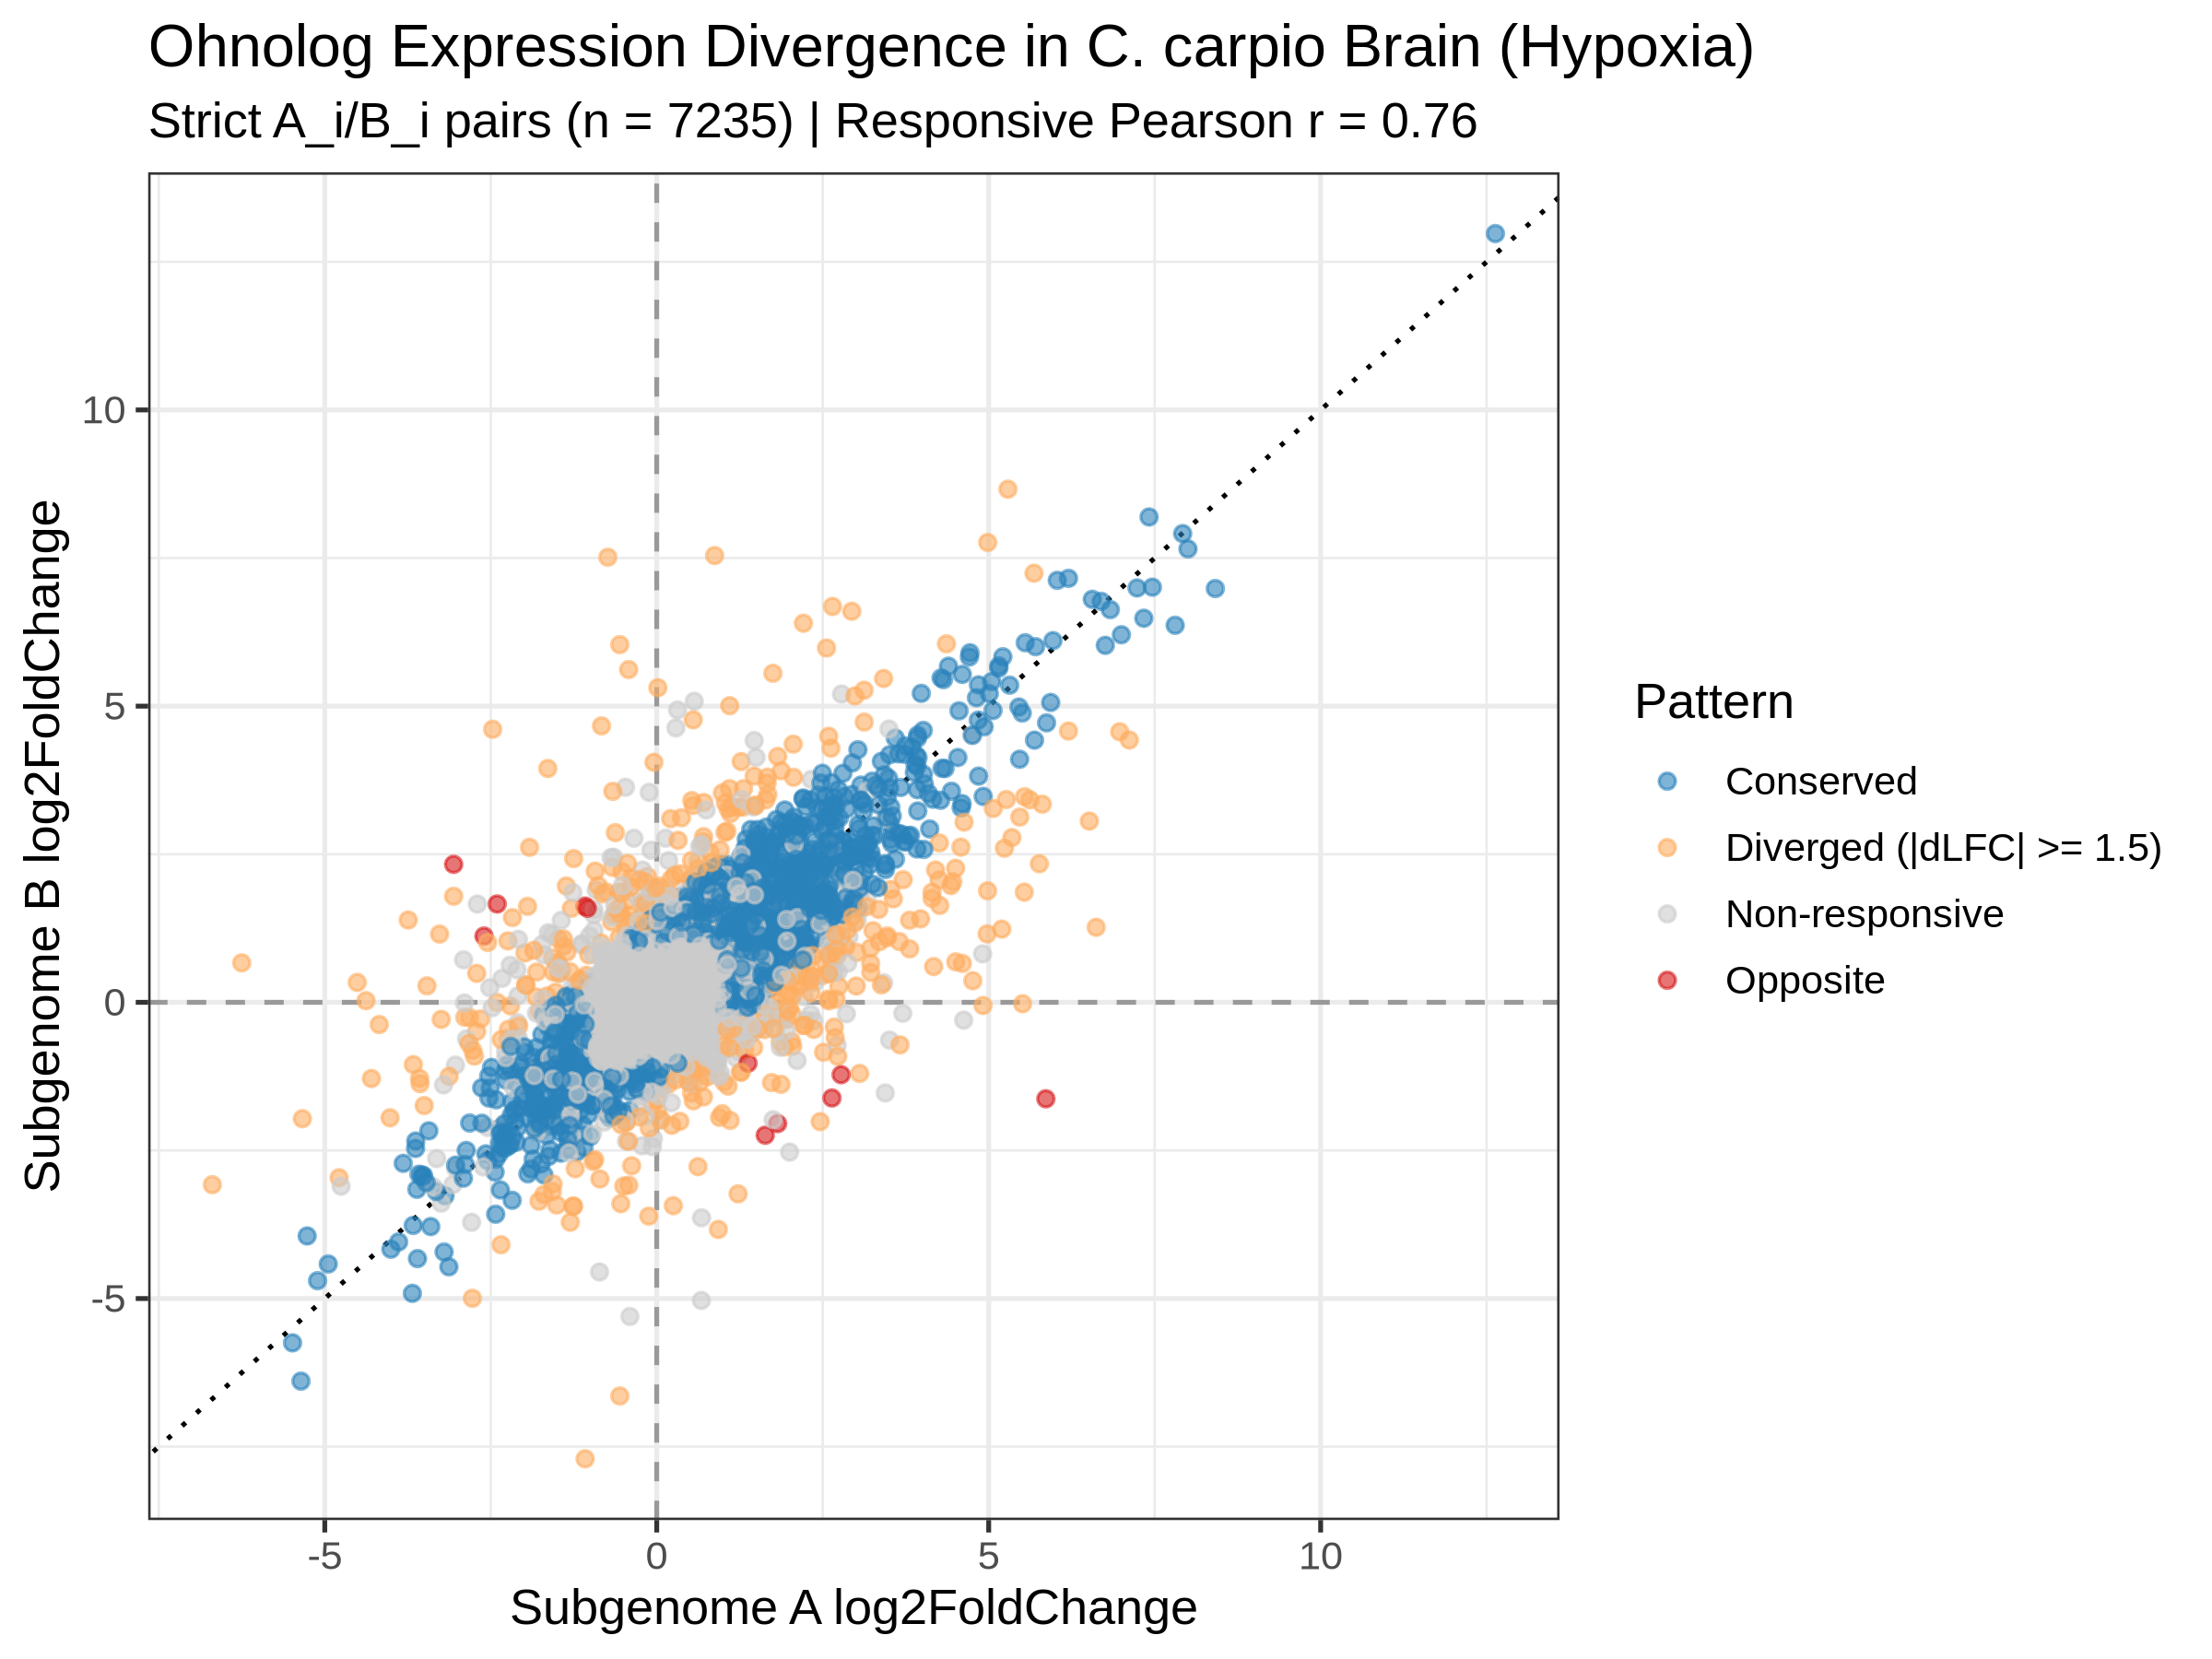 Ohnolog Expression Divergence in C. carpio Brain (Hypoxia)
Strict A_i/B_i pairs (n = 7235) | Responsive Pearson r = 0.76
Subgenome B log2FoldChange
10
5
0
-5
-5
0
5
10
Subgenome A log2FoldChange
Pattern
Conserved
Diverged (|dLFC| >= 1.5)
Non-responsive
Opposite